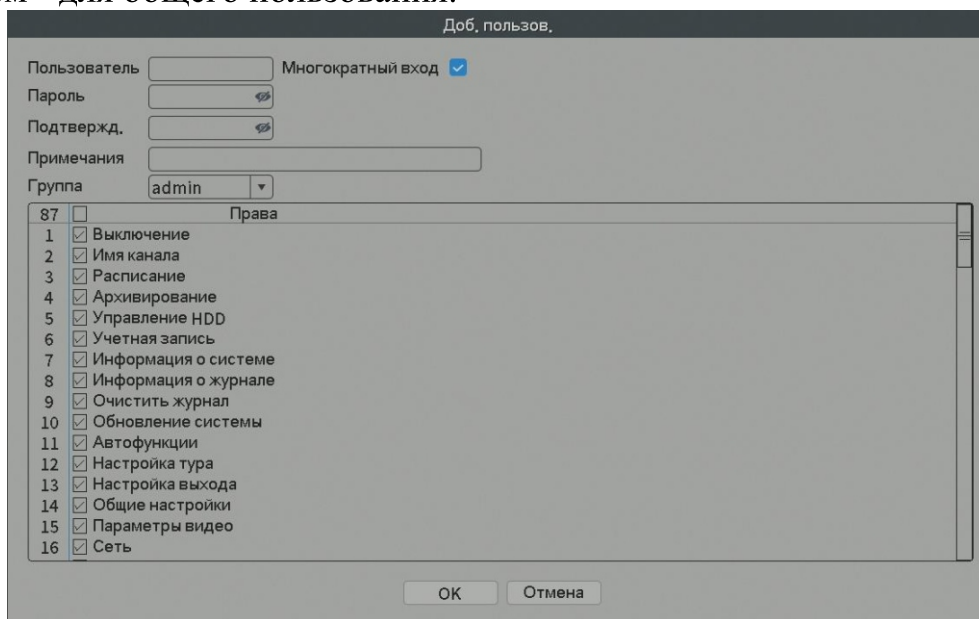 для общего пользования.
Доб. пользов.
Пользователь Многократный вход
Пароль
Подтвержд.
Примечания
Группа admin
87 Права
1 Выключение
2 Имя канала
3 Расписание
4 Архивирование
5 Управление HDD
6 Учетная запись
7 Информация о системе
8 Информация о журнале
9 Очистить журнал
10 Обновление системы
11 Автофункции
12 Настройка тура
13 Настройка выхода
14 Общие настройки
15 Параметры видео
16 Сеть
OK Отмена